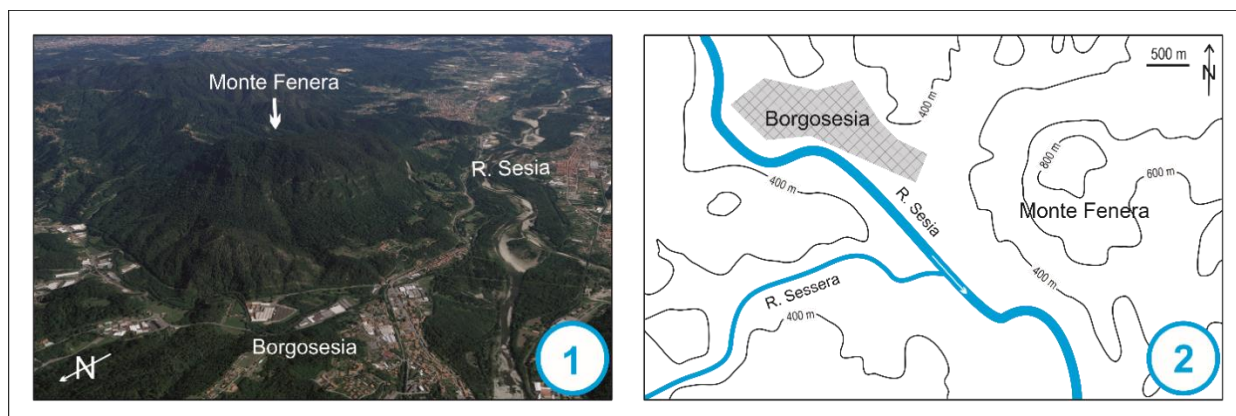 Monte Fenera
R. Sesia
Borgosesia
N
1
500 m
N
400 m
Borgosesia
800 m
600 m
400 m
R. Sesia
Monte Fenera
400 m
R. Sessera
400 m
2